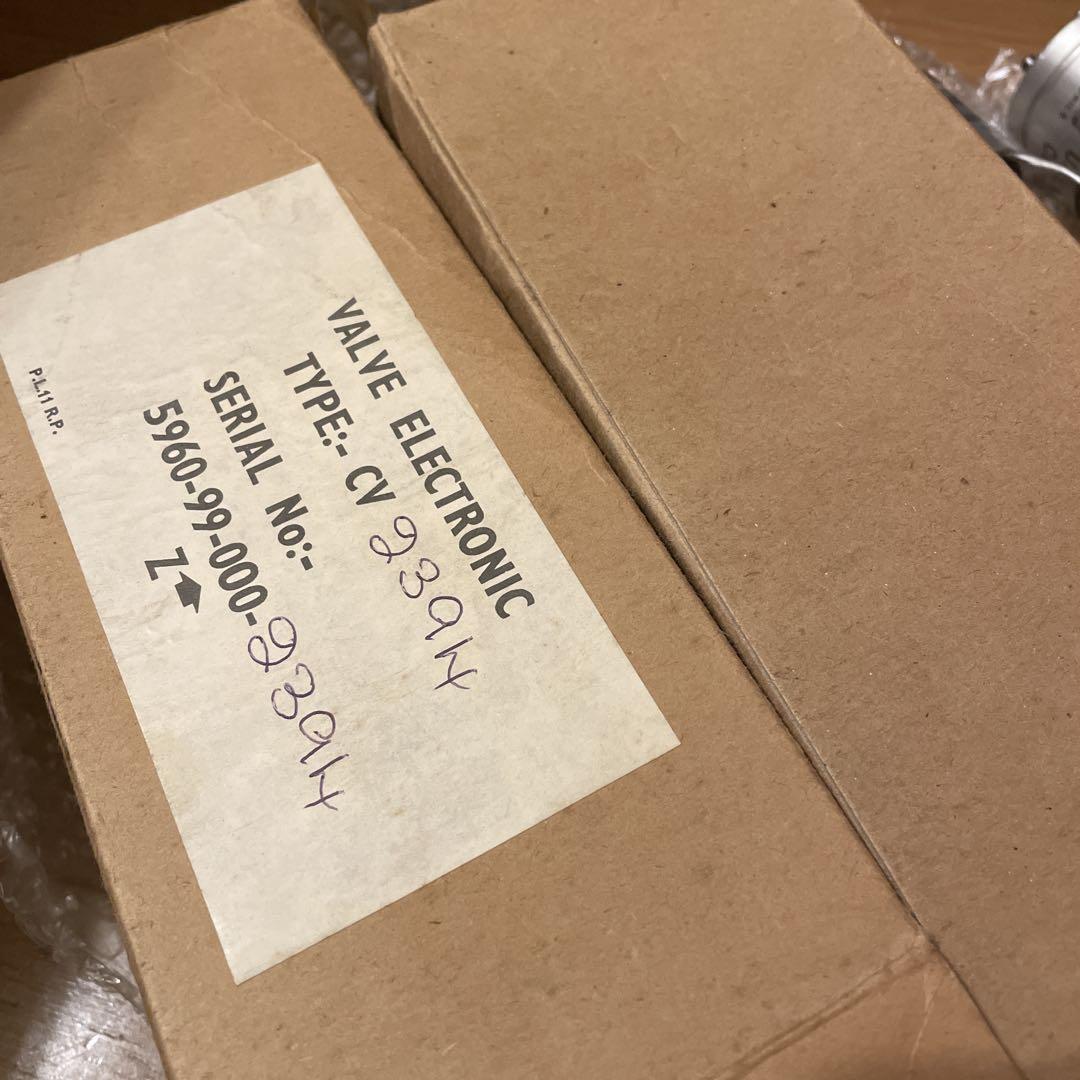 VALVE ELECTRONIC
TYPE:- CV 2394
SERIAL No:-
5960-99-000-2394
Z
P.L.11 R.P.